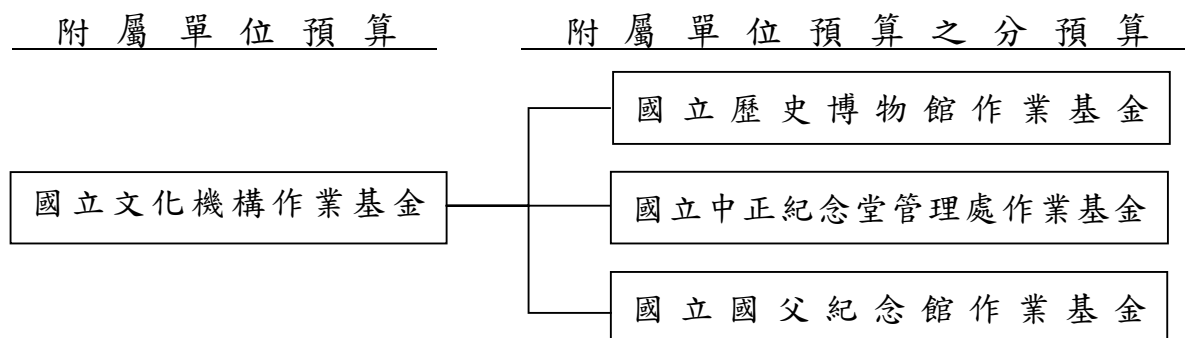 附屬單位預算
附屬單位預算之分預算
國立歷史博物館作業基金
國立文化機構作業基金
國立中正紀念堂管理處作業基金
國立國父紀念館作業基金